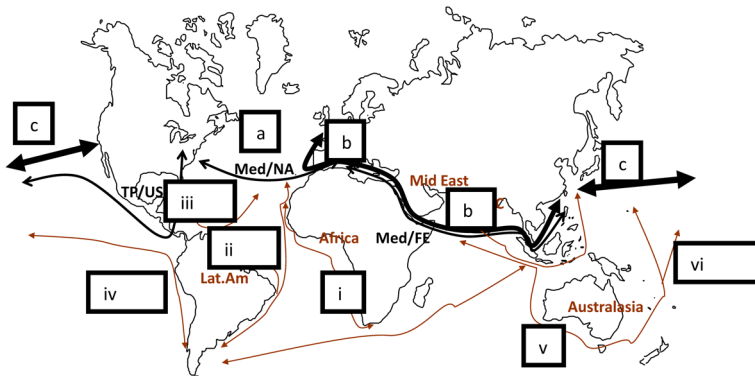 c
a
b
c
Med/NA
Mid East
TP/US
iii
b
Africa
Med/FE
ii
vi
Lat.Am
iv
i
Australasia
v